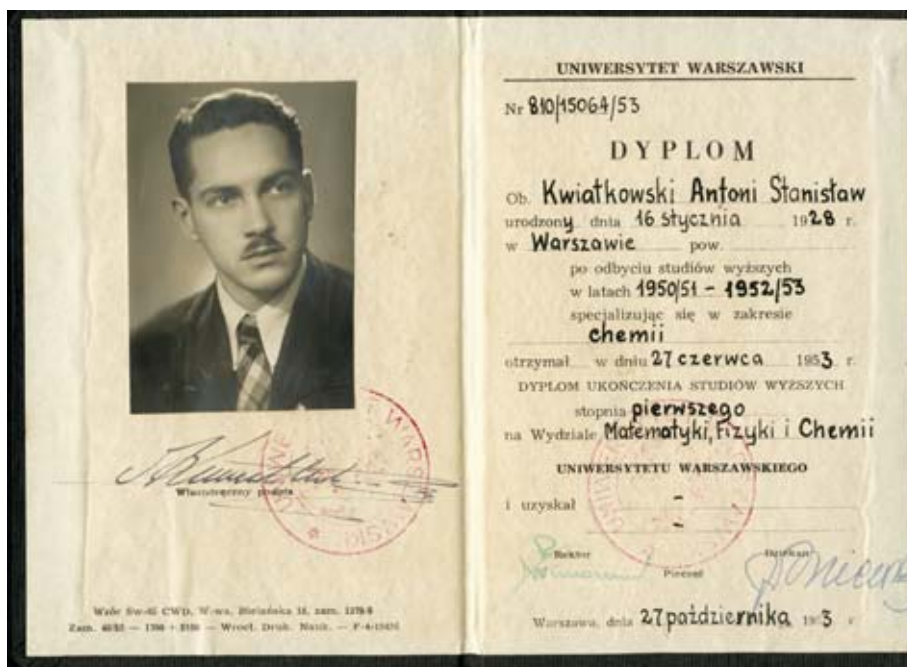 Własnoręczny podpis
UNIWERSYTET WARSZAWSKI
Nr 810/15064/53
DYPLOM
Ob. Kwiatkowski Antoni Stanisław
urodzony dnia 16 stycznia 1928 r.
w Warszawie pow.
po odbyciu studiów wyższych
w latach 1950/51 - 1952/53
specjalizując się w zakresie
chemii
otrzymał w dniu 27 czerwca 1953 r.
DYPLOM UKOŃCZENIA STUDIÓW WYŻSZYCH
stopnia pierwszego
na Wydziale Matematyki, Fizyki i Chemii
UNIWERSYTETU WARSZAWSKIEGO
i uzyskał -
-
Rektor Dziekan
Pieczęć
Warszawa, dnia 27 października 1953 r